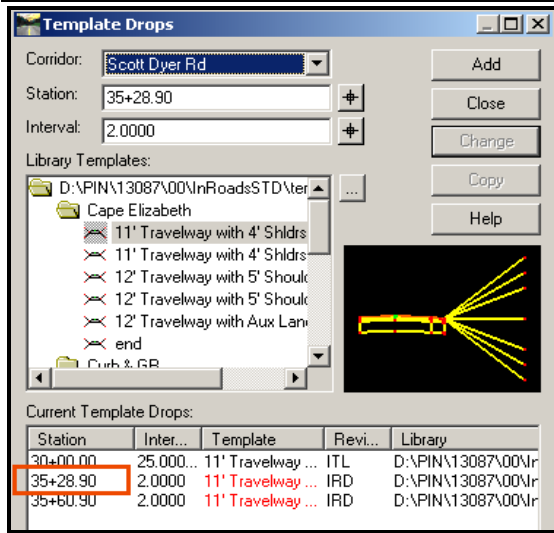 Template Drops
Corridor: Scott Dyer Rd Add
Station: 35+28.90 Close
Interval: 2.0000 Change
Library Templates: Copy
D:\PIN\13087\00\InRoadsSTD\ter ... Help
Cape Elizabeth
11' Travelway with 4' Shldrs
11' Travelway with 4' Shldrs
12' Travelway with 5' Should
12' Travelway with 5' Should
12' Travelway with Aux Lan
end
Curb & GR
Current Template Drops:
Station Inter... Template Revi... Library
30+00.00 25.000... 11' Travelway ... ITL D:\PIN\13087\00\Ir
35+28.90 2.0000 11' Travelway ... IRD D:\PIN\13087\00\Ir
35+60.90 2.0000 11' Travelway ... IRD D:\PIN\13087\00\Ir